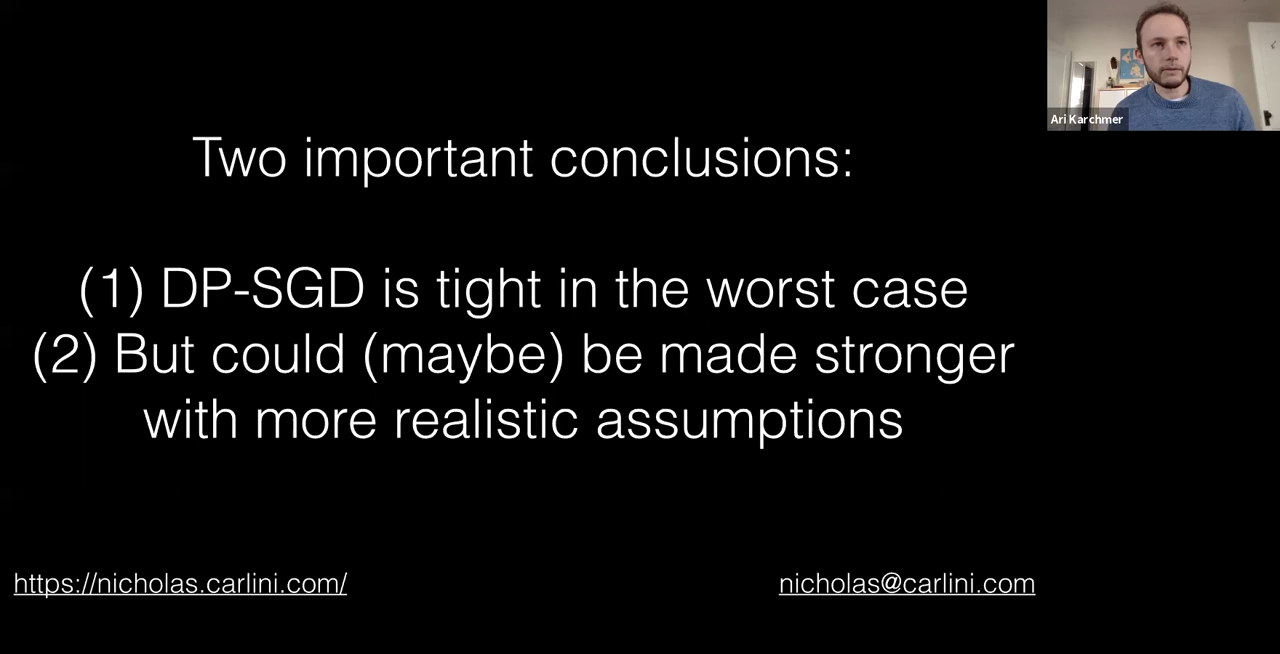 Two important conclusions:
(1) DP-SGD is tight in the worst case
(2) But could (maybe) be made stronger
with more realistic assumptions
https://nicholas.carlini.com/
nicholas@carlini.com
Ari Karchmer